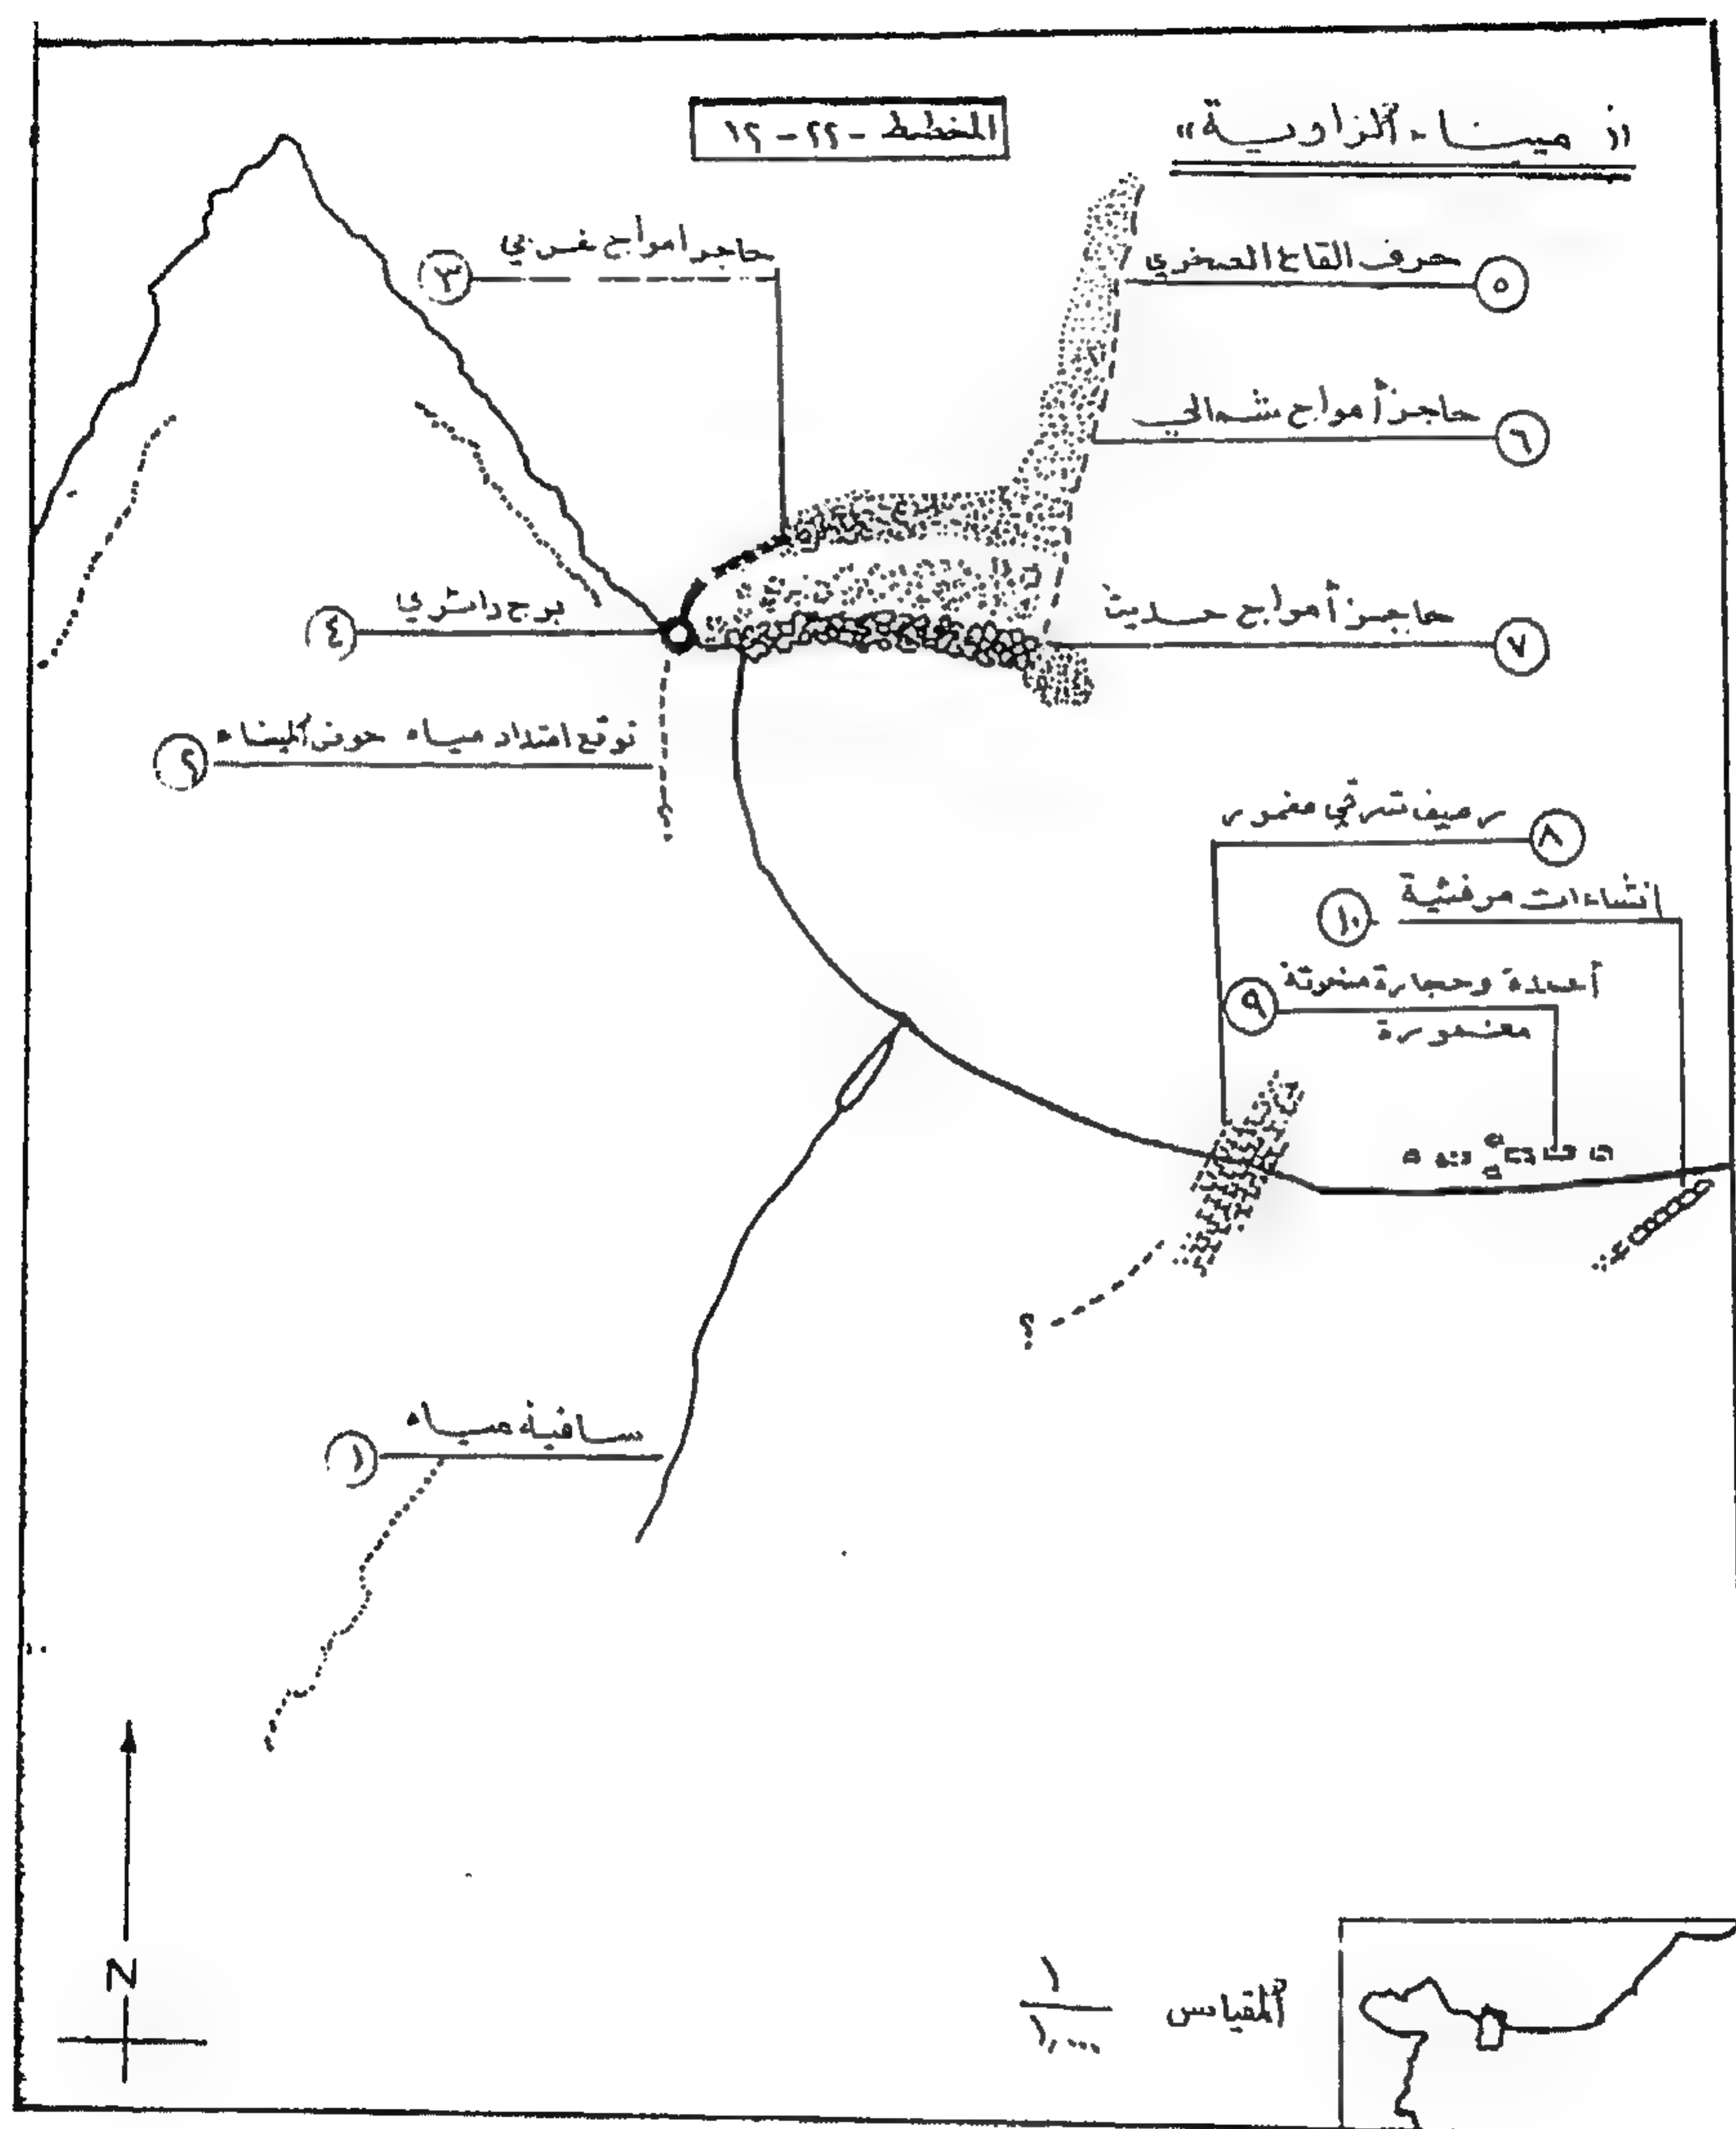 « ميناء الزاوية»
المخطط -٢٢-١٢
حاجز امواج غربي
٣
حرف القاع الصخري
٥
حاجز أمواج شمالي
٦
برج دائري
٤
حاجز أمواج حديث
٧
توقع امتداد مياه حوض الميناء
٢
؟
رصيف شرقي مغمور
٨
انشاءات مرفئية
١٠
أعمدة وحجارة منحوتة
مغمورة
٩
؟
ساقية مياه
١
N
المقياس ١/١,٠٠٠